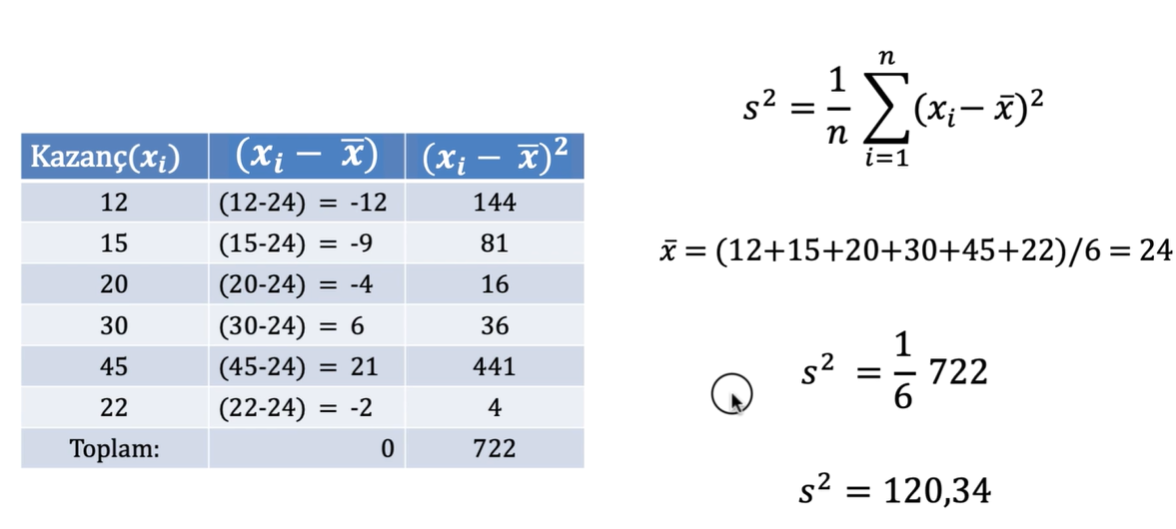 Kazanç(xᵢ) (xᵢ − x̅) (xᵢ − x̅)²
12 (12-24) = -12 144
15 (15-24) = -9 81
20 (20-24) = -4 16
30 (30-24) = 6 36
45 (45-24) = 21 441
22 (22-24) = -2 4
Toplam: 0 722
s² = 1/n ∑ⁿᵢ₌₁ (xᵢ− x̄)²
x̄ = (12+15+20+30+45+22)/6 = 24
s² = 1/6 722
s² = 120,34